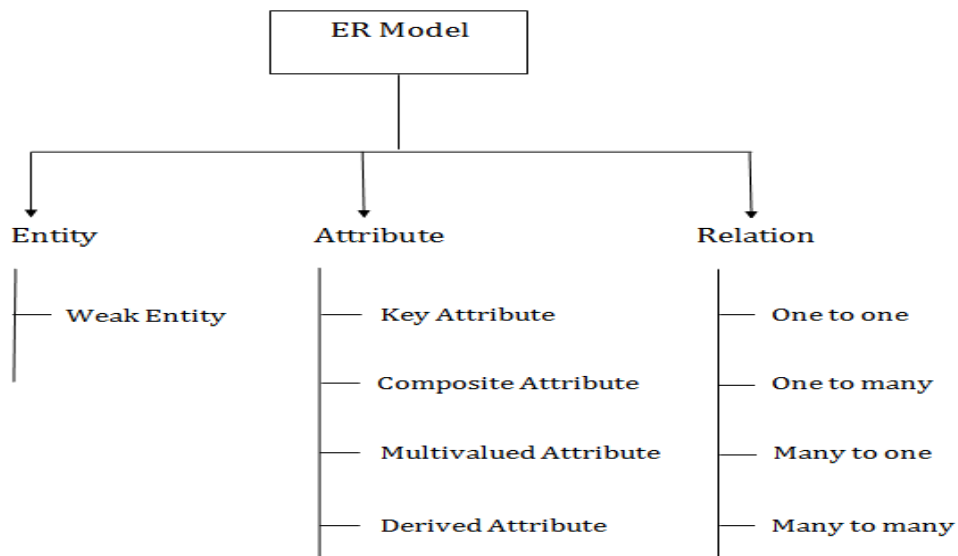 ER Model
Entity
Attribute
Relation
Weak Entity
Key Attribute
One to one
Composite Attribute
One to many
Multivalued Attribute
Many to one
Derived Attribute
Many to many